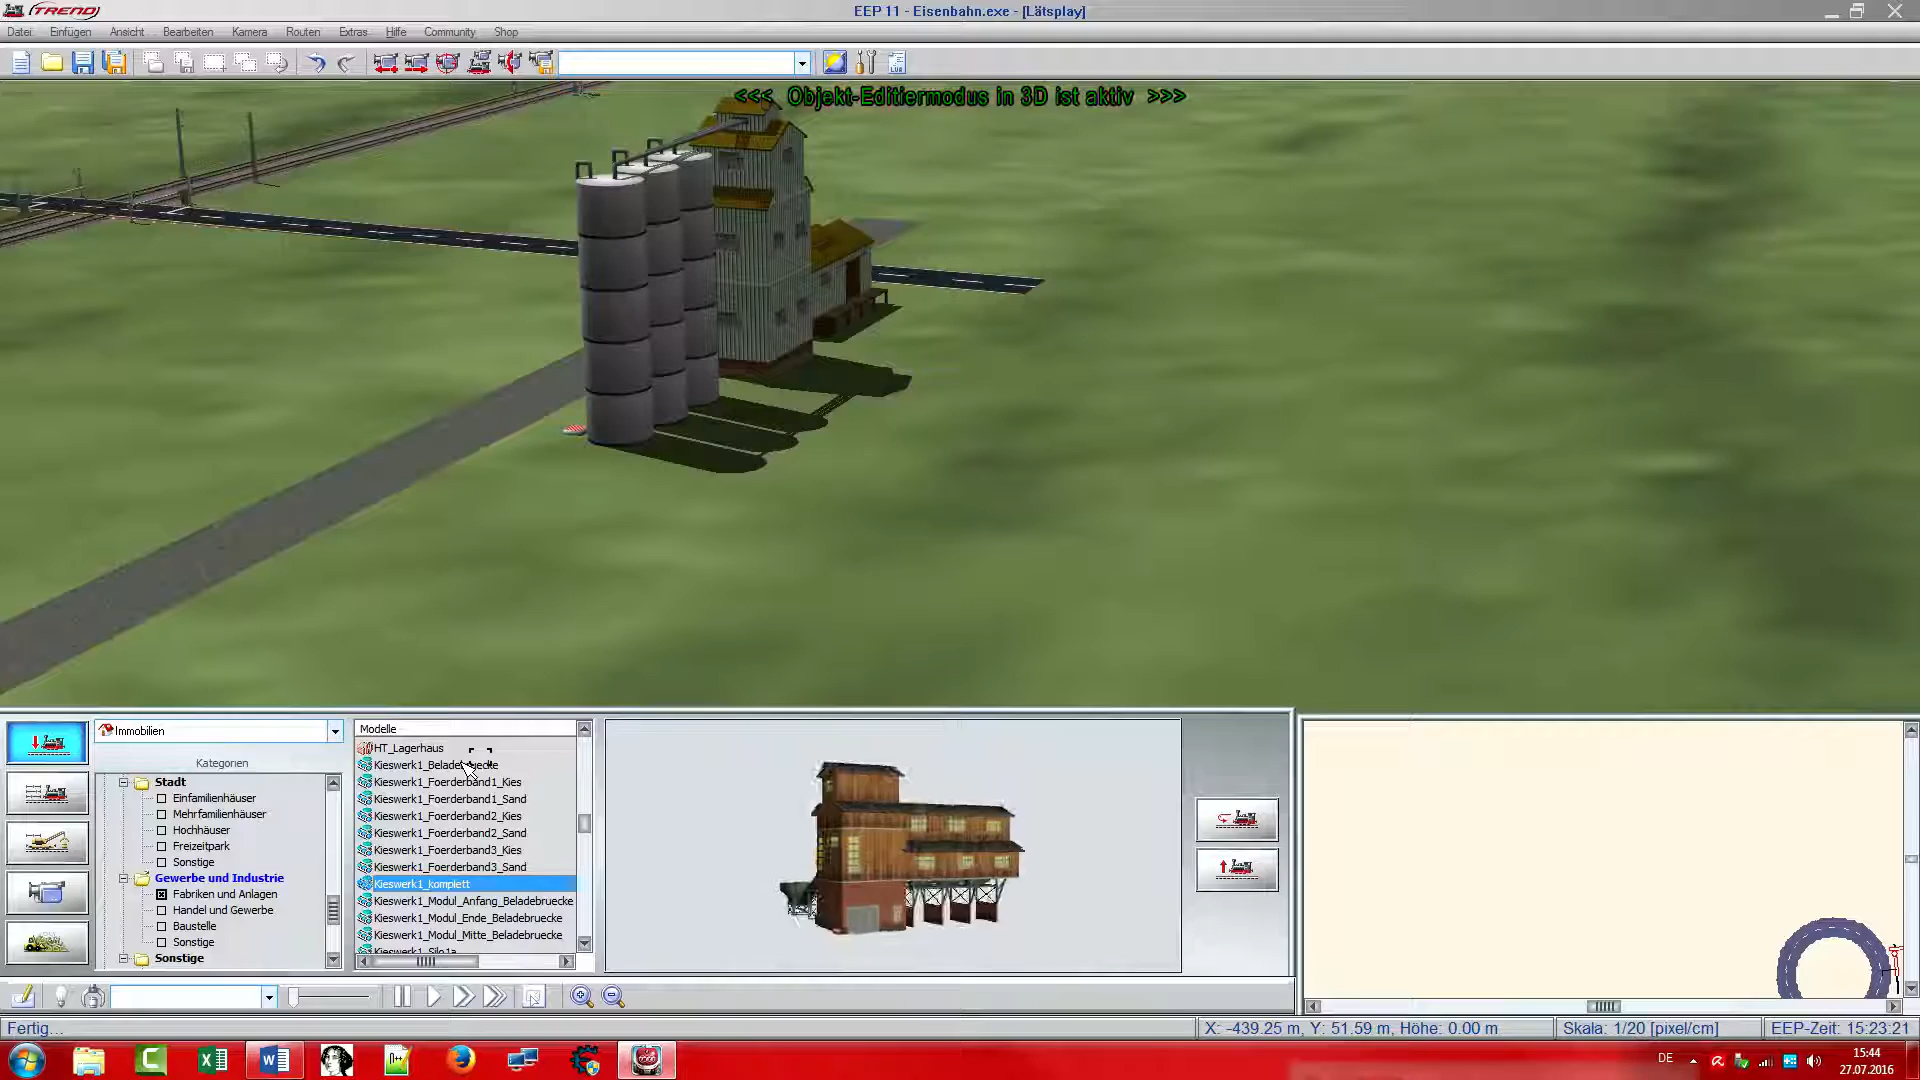 TREND
EEP 11 - Eisenbahn.exe - [Lätsplay]
Datei Einfügen Ansicht Bearbeiten Kamera Routen Extras Hilfe Community Shop
<<< Objekt-Editiermodus in 3D ist aktiv >>>
Immobilien
Kategorien
Stadt
Einfamilienhäuser
Mehrfamilienhäuser
Hochhäuser
Freizeitpark
Sonstige
Gewerbe und Industrie
Fabriken und Anlagen
Handel und Gewerbe
Baustelle
Sonstige
Sonstige
Modelle
HT_Lagerhaus
Kieswerk1_Foerderband1_Kies
Kieswerk1_Foerderband1_Sand
Kieswerk1_Foerderband2_Kies
Kieswerk1_Foerderband2_Sand
Kieswerk1_Foerderband3_Kies
Kieswerk1_Foerderband3_Sand
Kieswerk1_komplett
Kieswerk1_Modul_Anfang_Beladebruecke
Kieswerk1_Modul_Ende_Beladebruecke
Kieswerk1_Modul_Mitte_Beladebruecke
Kieswerk1_Silo1a
Fertig...
X: -439.25 m, Y: 51.59 m, Höhe: 0.00 m
Skala: 1/20 [pixel/cm]
EEP-Zeit: 15:23:21
DE
15:44
27.07.2016